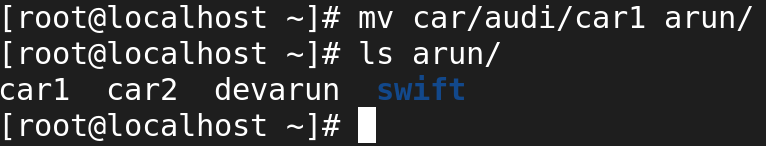 [root@localhost ~]# mv car/audi/car1 arun/
[root@localhost ~]# ls arun/
car1  car2  devarun  swift
[root@localhost ~]#